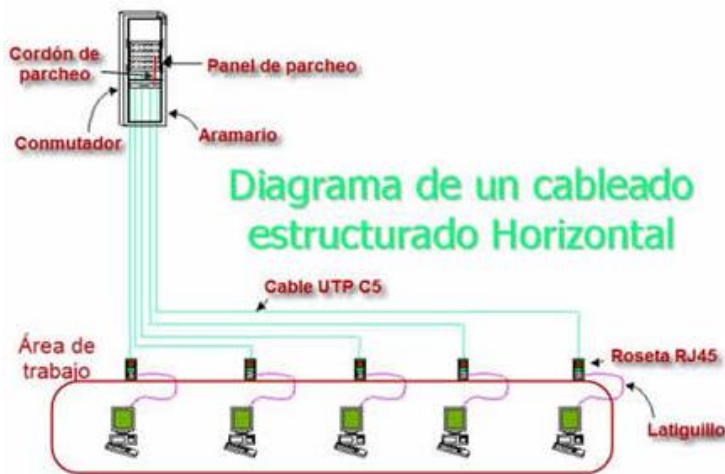 Cordón de
parcheo
Panel de parcheo
Conmutador
Aramario
Diagrama de un cableado
estructurado Horizontal
Cable UTP C5
Área de
trabajo
Roseta RJ45
Latiguillo